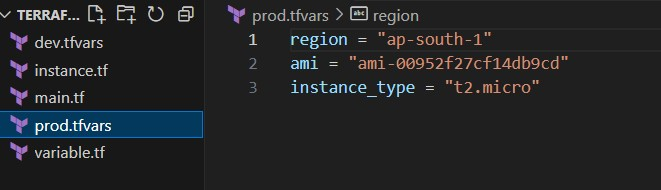 TERRAF...
dev.tfvars
instance.tf
main.tf
prod.tfvars
variable.tf
prod.tfvars > abc region
1 region = "ap-south-1"
2 ami = "ami-00952f27cf14db9cd"
3 instance_type = "t2.micro"